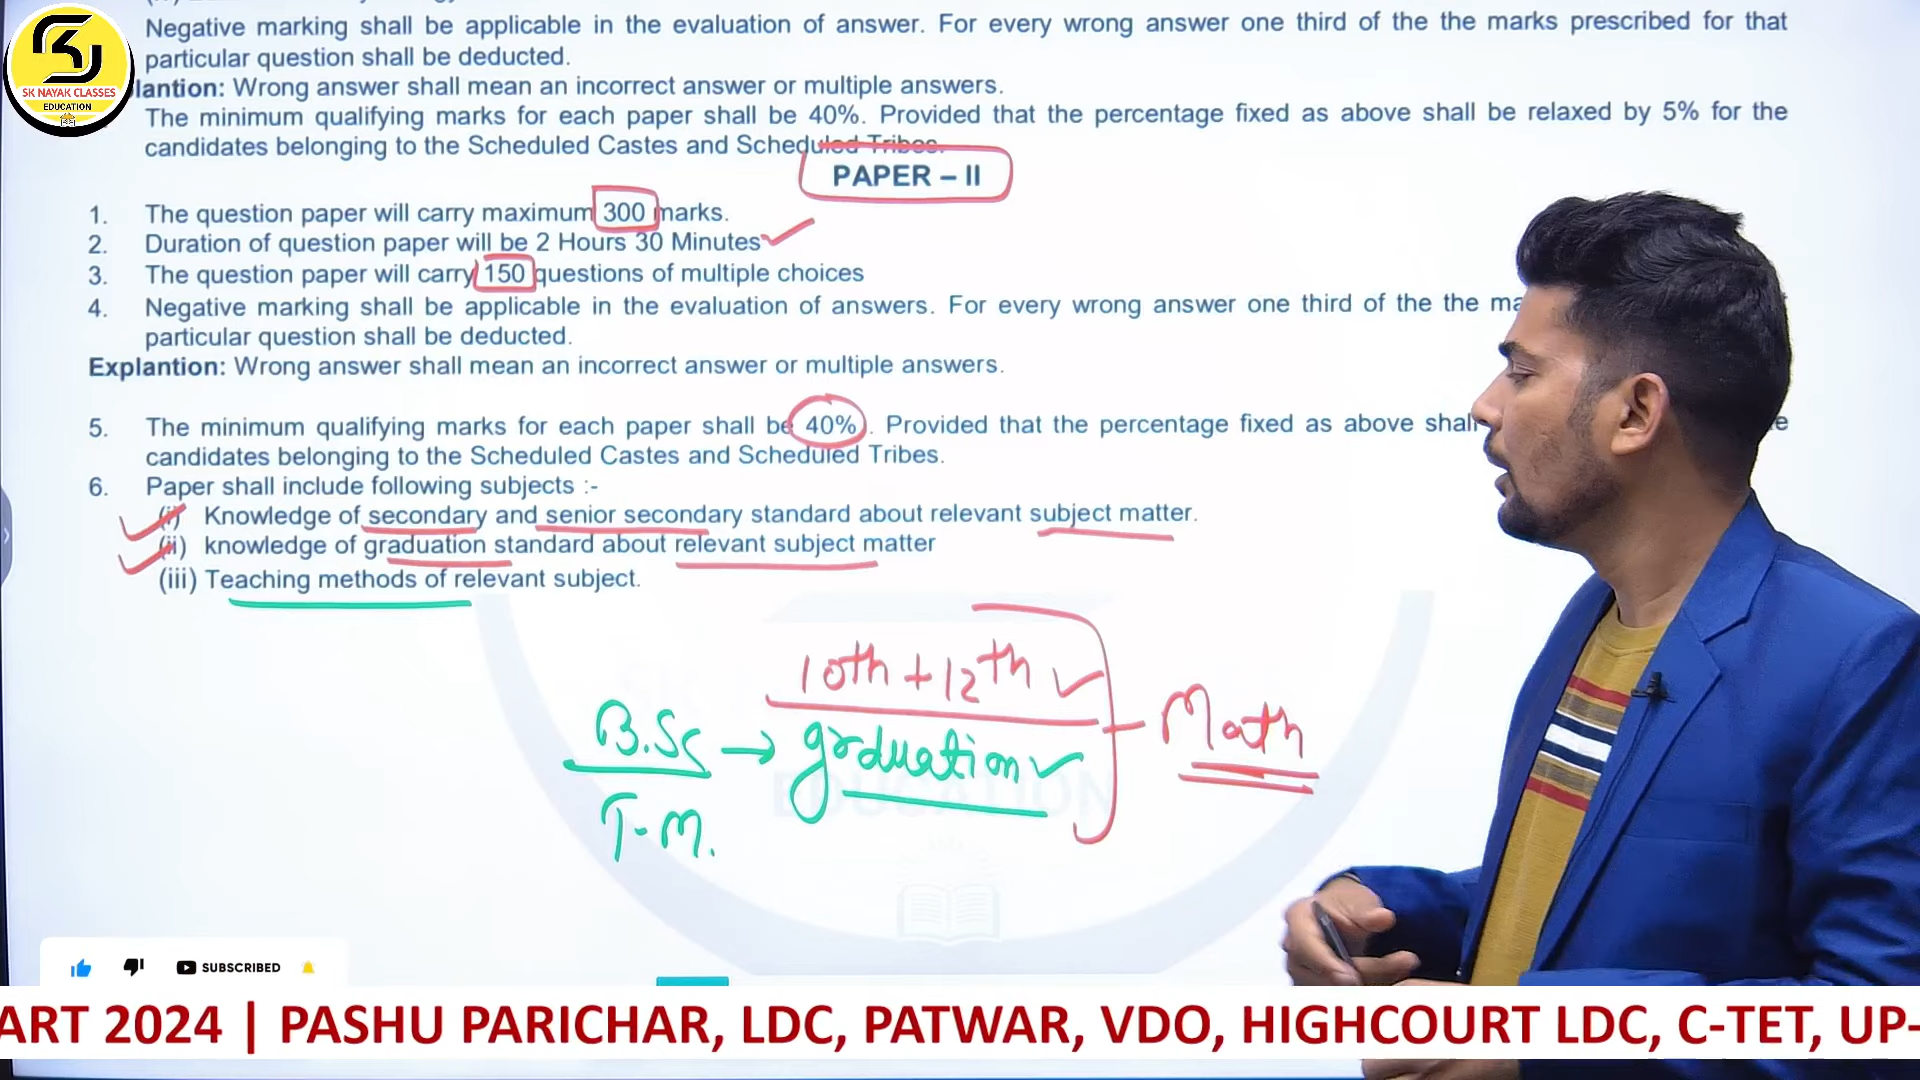 Negative marking shall be applicable in the evaluation of answer. For every wrong answer one third of the the marks prescribed for that
particular question shall be deducted.
lantion: Wrong answer shall mean an incorrect answer or multiple answers.
The minimum qualifying marks for each paper shall be 40%. Provided that the percentage fixed as above shall be relaxed by 5% for the
candidates belonging to the Scheduled Castes and Scheduled Tribes.
SK NAYAK CLASSES
EDUCATION
PAPER – II
1. The question paper will carry maximum 300 marks.
2. Duration of question paper will be 2 Hours 30 Minutes
3. The question paper will carry 150 questions of multiple choices
4. Negative marking shall be applicable in the evaluation of answers. For every wrong answer one third of the the ma
particular question shall be deducted.
Explantion: Wrong answer shall mean an incorrect answer or multiple answers.
5. The minimum qualifying marks for each paper shall be 40%. Provided that the percentage fixed as above shall
candidates belonging to the Scheduled Castes and Scheduled Tribes.
6. Paper shall include following subjects :-
(i) Knowledge of secondary and senior secondary standard about relevant subject matter.
(ii) knowledge of graduation standard about relevant subject matter
(iii) Teaching methods of relevant subject.
10th + 12th
B.Sc → graduation
Math
T.M.
EDUCATION
SUBSCRIBED
ART 2024 | PASHU PARICHAR, LDC, PATWAR, VDO, HIGHCOURT LDC, C-TET, UP-